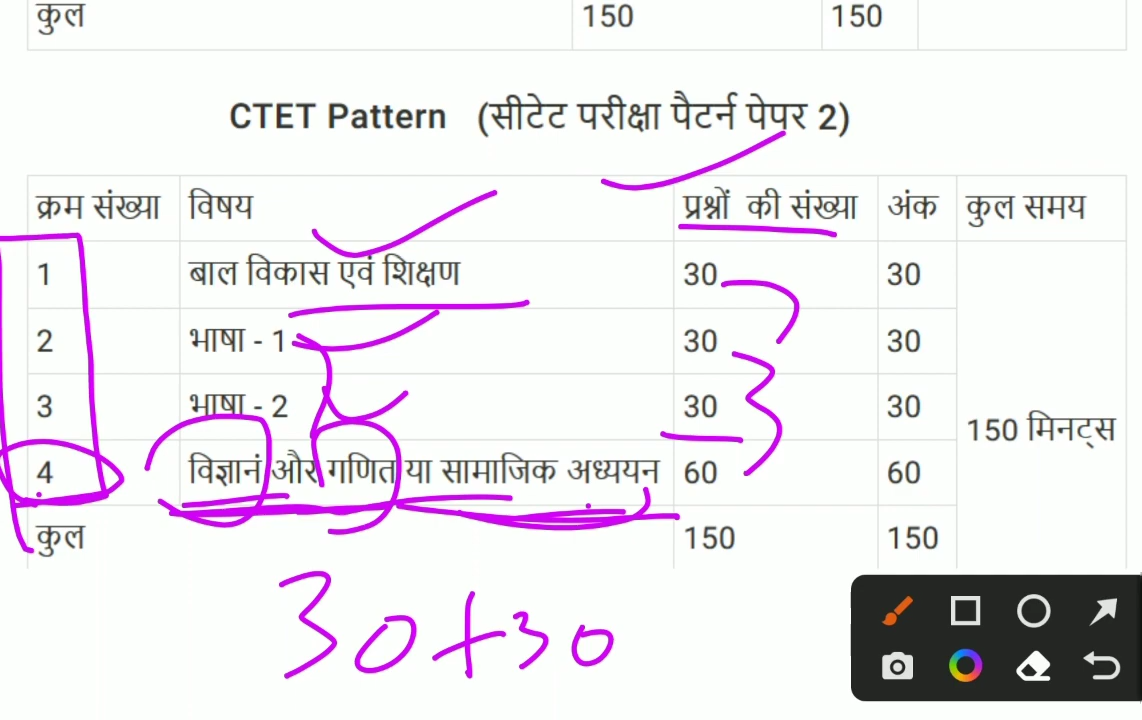 कुल 150 150
CTET Pattern (सीटेट परीक्षा पैटर्न पेपर 2)
क्रम संख्या विषय प्रश्नों की संख्या अंक कुल समय
1 बाल विकास एवं शिक्षण 30 30
2 भाषा - 1 30 30
3 भाषा - 2 30 30
150 मिनट्स
4 विज्ञानं और गणित या सामाजिक अध्ययन 60 60
कुल 150 150
30+30